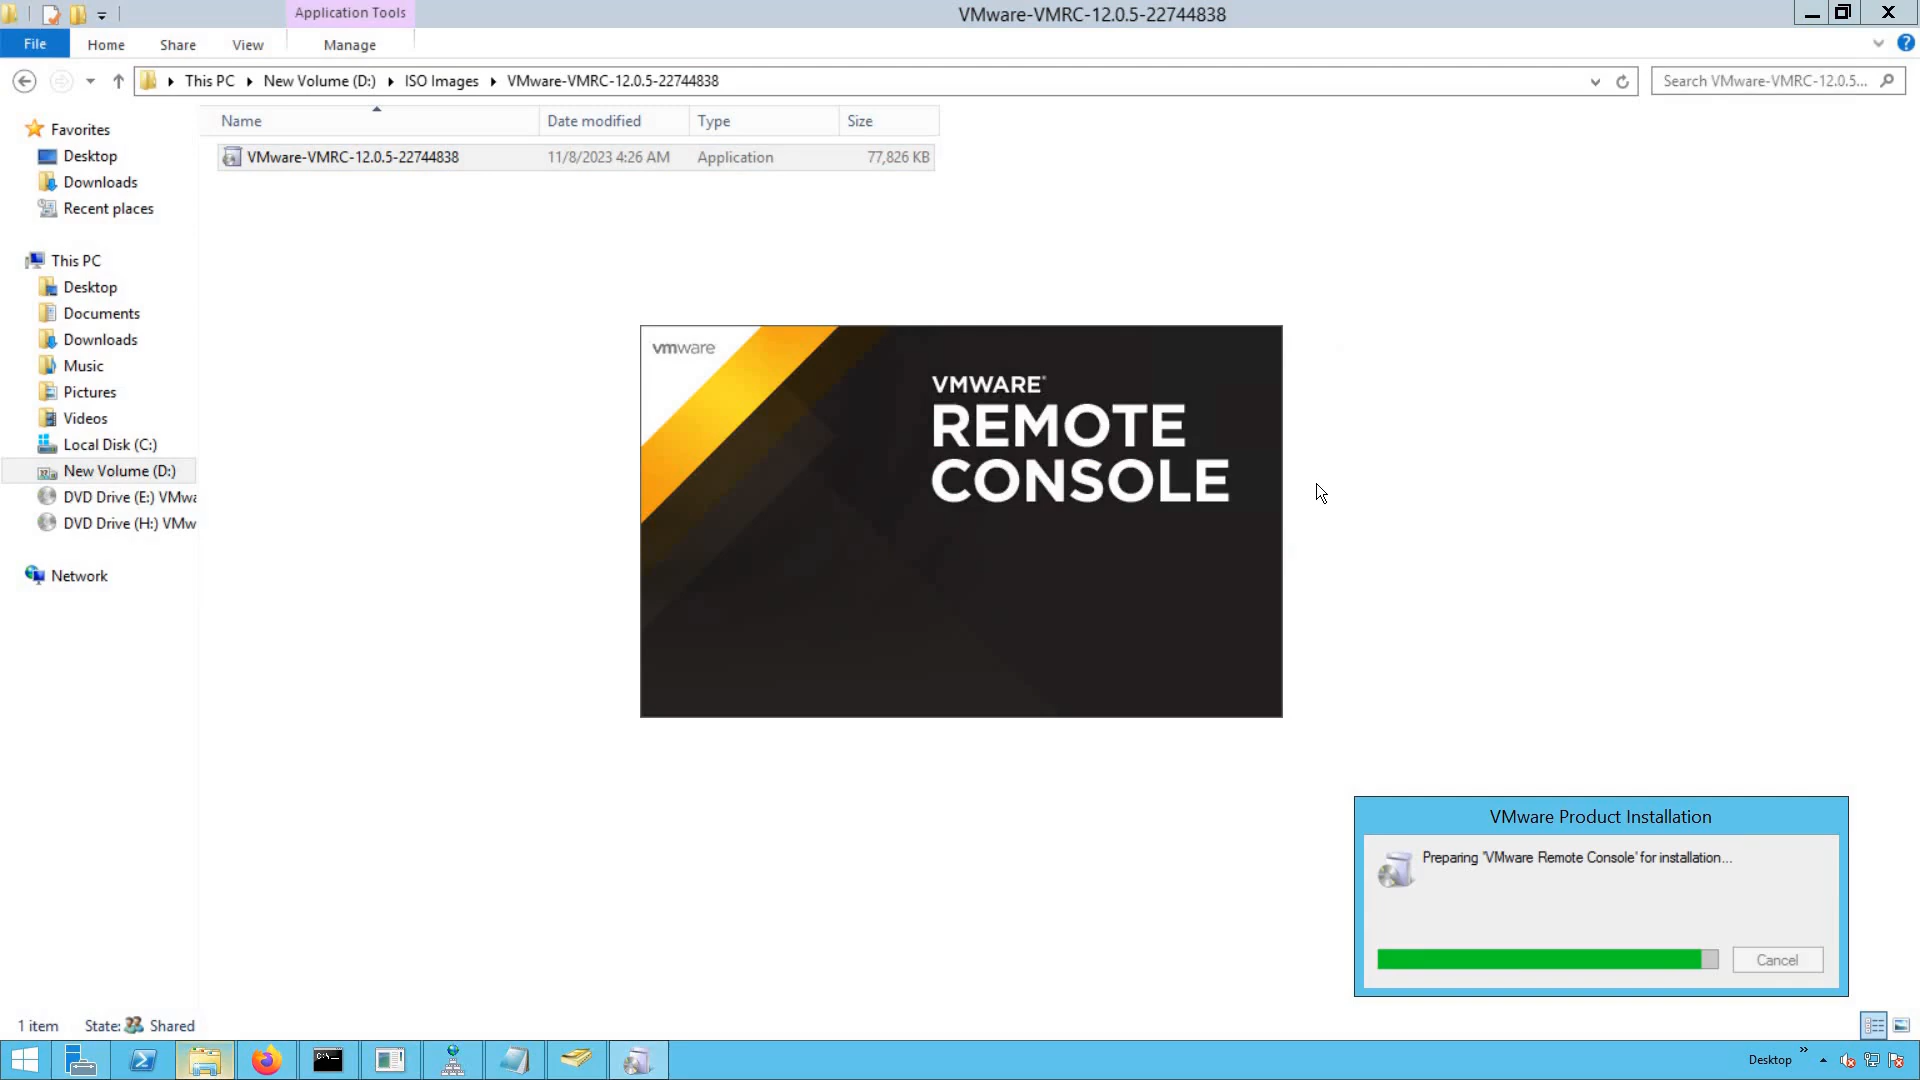 Application Tools
VMware-VMRC-12.0.5-22744838
File
Home
Share
View
Manage
This PC
New Volume (D:)
ISO Images
VMware-VMRC-12.0.5-22744838
Search VMware-VMRC-12.0.5...
Name
Date modified
Type
Size
VMware-VMRC-12.0.5-22744838
11/8/2023 4:26 AM
Application
77,826 KB
Favorites
Desktop
Downloads
Recent places
This PC
Desktop
Documents
Downloads
Music
Pictures
Videos
Local Disk (C:)
New Volume (D:)
DVD Drive (E:) VMwa
DVD Drive (H:) VMw
Network
vmware
VMWARE®
REMOTE
CONSOLE
VMware Product Installation
Preparing 'VMware Remote Console' for installation...
Cancel
1 item
State:
Shared
Desktop